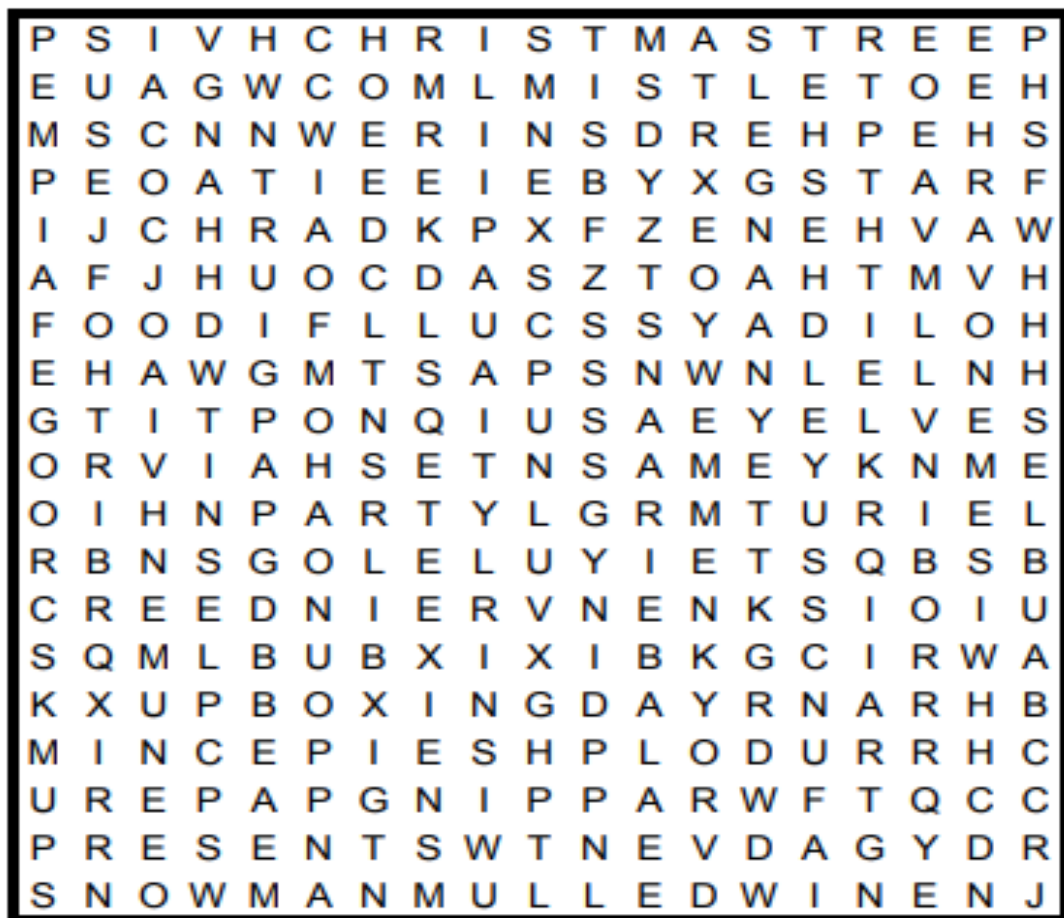 P S I V H C H R I S T M A S T R E E P
E U A G W C O M L M I S T L E T O E H
M S C N N W E R I N S D R E H P E H S
P E O A T I E E I E B Y X G S T A R F
I J C H R A D K P X F Z E N E H V A W
A F J H U O C D A S Z T O A H T M V H
F O O D I F L L U C S S Y A D I L O H
E H A W G M T S A P S N W N L E L N H
G T I T P O N Q I U S A E Y E L V E S
O R V I A H S E T N S A M E Y K N M E
O I H N P A R T Y L G R M T U R I E L
R B N S G O L E L U Y I E T S Q B S B
C R E E D N I E R V N E N K S I O I U
S Q M L B U B X I X I B K G C I R W A
K X U P B O X I N G D A Y R N A R H B
M I N C E P I E S H P L O D U R R H C
U R E P A P G N I P P A R W F T Q C C
P R E S E N T S W T N E V D A G Y D R
S N O W M A N M U L L E D W I N E N J